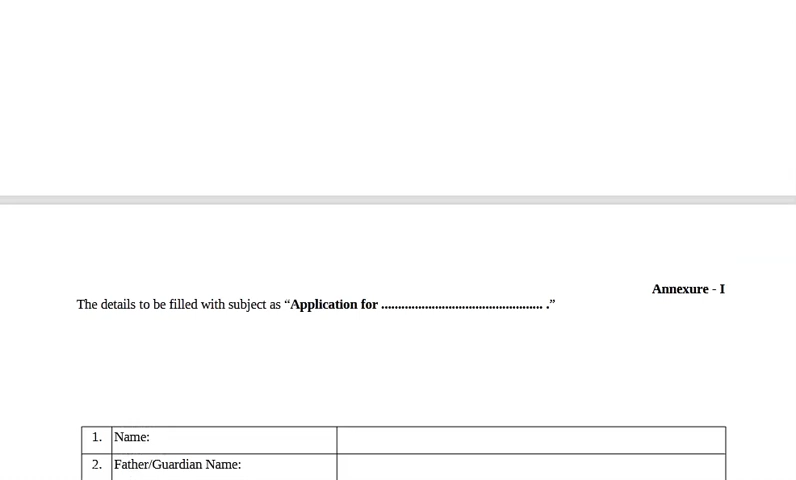 Annexure - I
The details to be filled with subject as “Application for ................................................ .”
1. Name:
2. Father/Guardian Name: